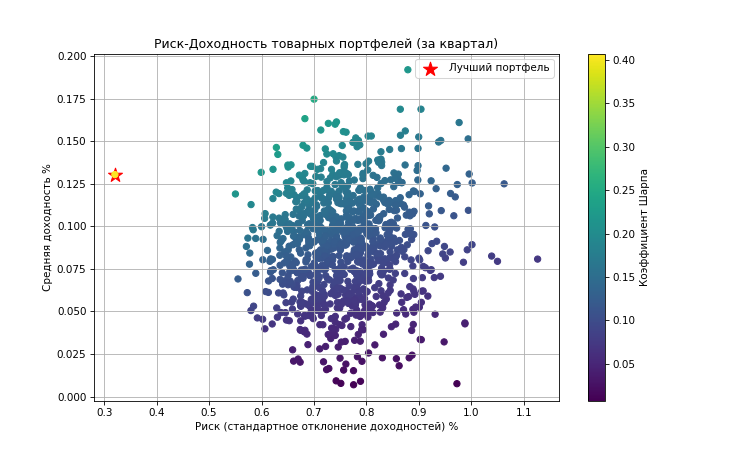 Риск-Доходность товарных портфелей (за квартал)
Лучший портфель
Средняя доходность %
0.200
0.175
0.150
0.125
0.100
0.075
0.050
0.025
0.000
0.3 0.4 0.5 0.6 0.7 0.8 0.9 1.0 1.1
Риск (стандартное отклонение доходностей) %
0.40
0.35
0.30
0.25
0.20
0.15
0.10
0.05
Коэффициент Шарпа